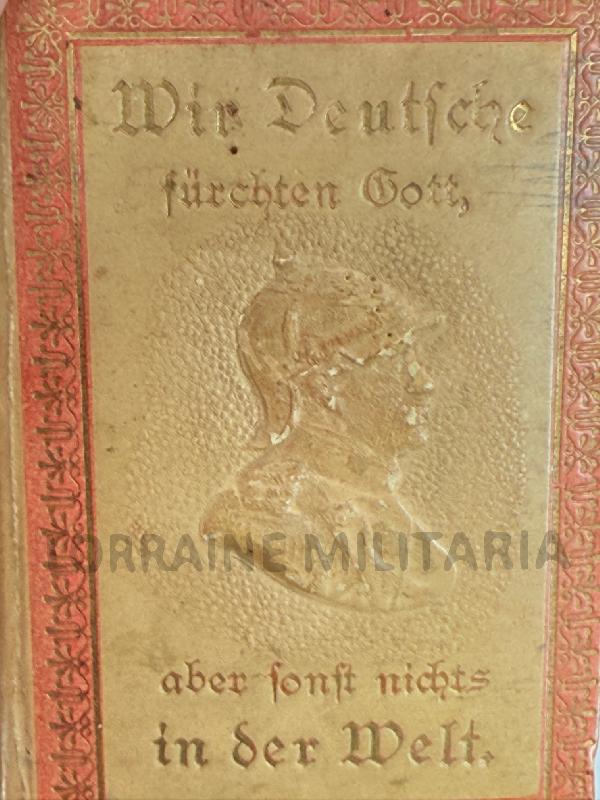 Wir Deutsche
fürchten Gott,
LORRAINE MILITARIA
aber sonst nichts
in der Welt.